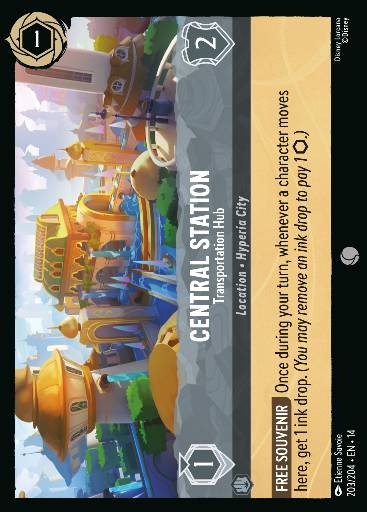 1
2
CENTRAL STATION
Transportation Hub
Location • Hyperia City
1
FREE SOUVENIR Once during your turn, whenever a character moves
here, get 1 ink drop. (You may remove an ink drop to pay 1 ⬡.)
Etienne Savoie
203/204 • EN • 14
Disney Lorcana
©Disney